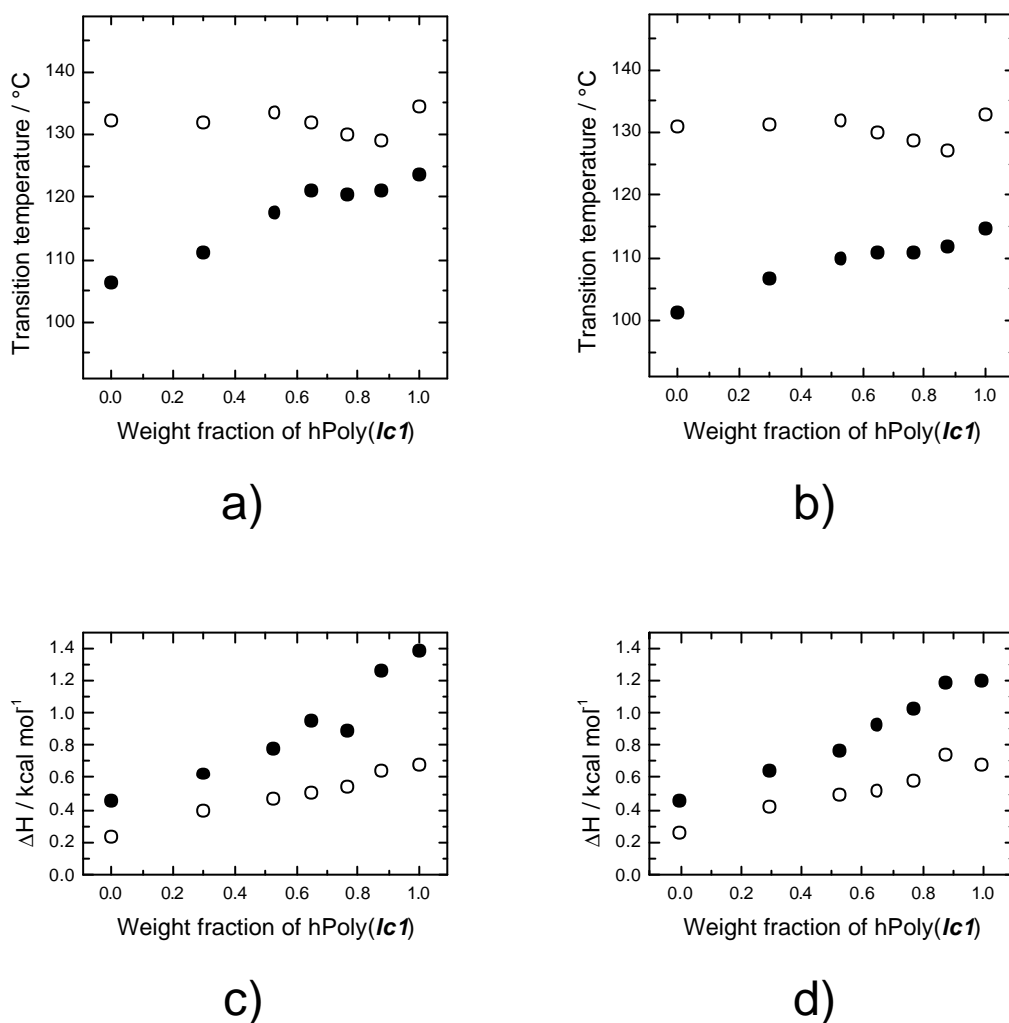 140
130
120
110
100
Transition temperature / °C
0.0 0.2 0.4 0.6 0.8 1.0
Weight fraction of hPoly(lc1)
a)
140
130
120
110
100
Transition temperature / °C
0.0 0.2 0.4 0.6 0.8 1.0
Weight fraction of hPoly(lc1)
b)
1.4
1.2
1.0
0.8
0.6
0.4
0.2
0.0
ΔH / kcal mol⁻¹
0.0 0.2 0.4 0.6 0.8 1.0
Weight fraction of hPoly(lc1)
c)
1.4
1.2
1.0
0.8
0.6
0.4
0.2
0.0
ΔH / kcal mol⁻¹
0.0 0.2 0.4 0.6 0.8 1.0
Weight fraction of hPoly(lc1)
d)